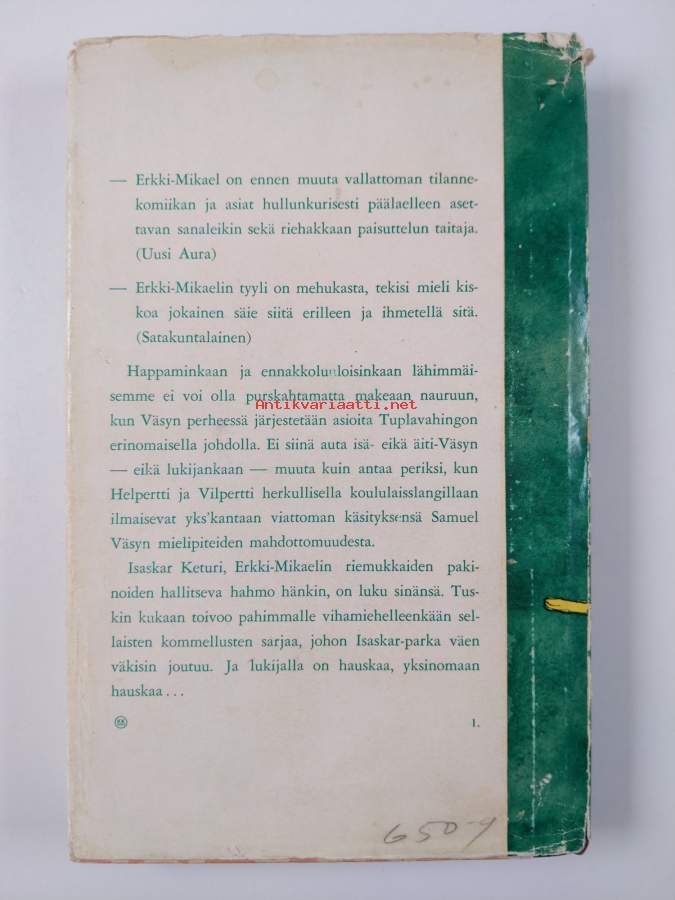 — Erkki-Mikael on ennen muuta vallattoman tilanne-
komiikan ja asiat hullunkurisesti päälaelleen aset-
tavan sanaleikin sekä riehakkaan paisuttelun taitaja.
(Uusi Aura)
— Erkki-Mikaelin tyyli on mehukasta, tekisi mieli kis-
koa jokainen säie siitä erilleen ja ihmetellä sitä.
(Satakuntalainen)
Happaminkaan ja ennakkoluuloisinkaan lähimmäi-
semme ei voi olla purskahtamatta makeaan nauruun,
Antikvariaatti.net
kun Väsyn perheessä järjestetään asioita Tuplavahingon
erinomaisella johdolla. Ei siinä auta isä- eikä äiti-Väsyn
— eikä lukijankaan — muuta kuin antaa periksi, kun
Helpertti ja Vilpertti herkullisella koululaisslangillaan
ilmaisevat yks'kantaan viattoman käsityksensä Samuel
Väsyn mielipiteiden mahdottomuudesta.
Isaskar Keturi, Erkki-Mikaelin riemukkaiden paki-
noiden hallitseva hahmo hänkin, on luku sinänsä. Tus-
kin kukaan toivoo pahimmalle vihamiehelleenkään sel-
laisten kommellusten sarjaa, johon Isaskar-parka väen
väkisin joutuu. Ja lukijalla on hauskaa, yksinomaan
hauskaa...
KK 1.
650-